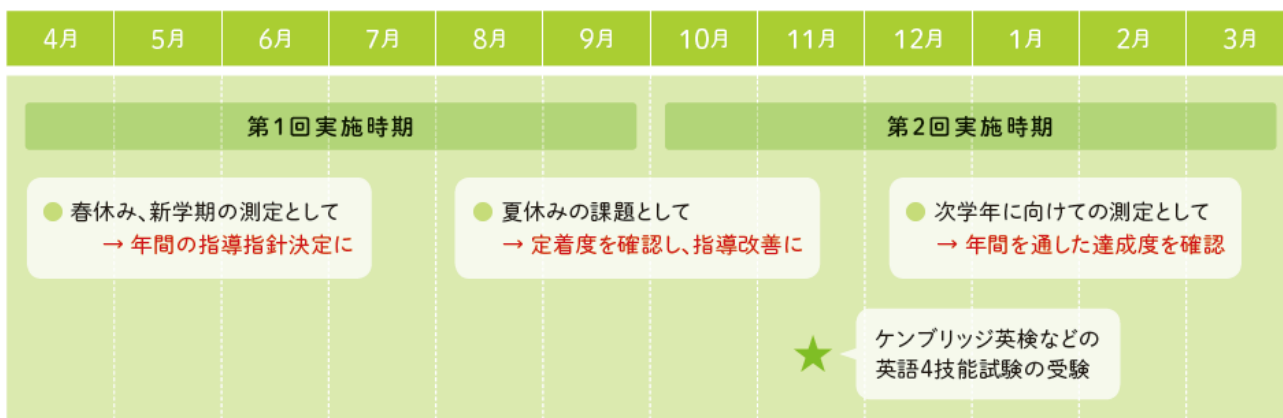 4月 5月 6月 7月 8月 9月 10月 11月 12月 1月 2月 3月
第1回実施時期 第2回実施時期
春休み、新学期の測定として
→ 年間の指導指針決定に
夏休みの課題として
→ 定着度を確認し、指導改善に
次学年に向けての測定として
→ 年間を通した達成度を確認
ケンブリッジ英検などの
英語4技能試験の受験